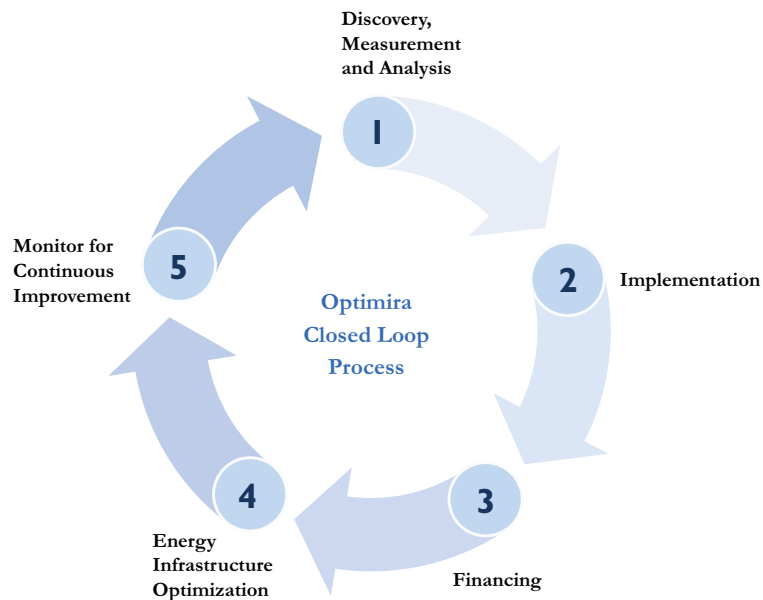 Discovery,
Measurement
and Analysis
1
2
Implementation
Monitor for
Continuous
Improvement
5
Optimira
Closed Loop
Process
4
3
Energy
Infrastructure
Optimization
Financing